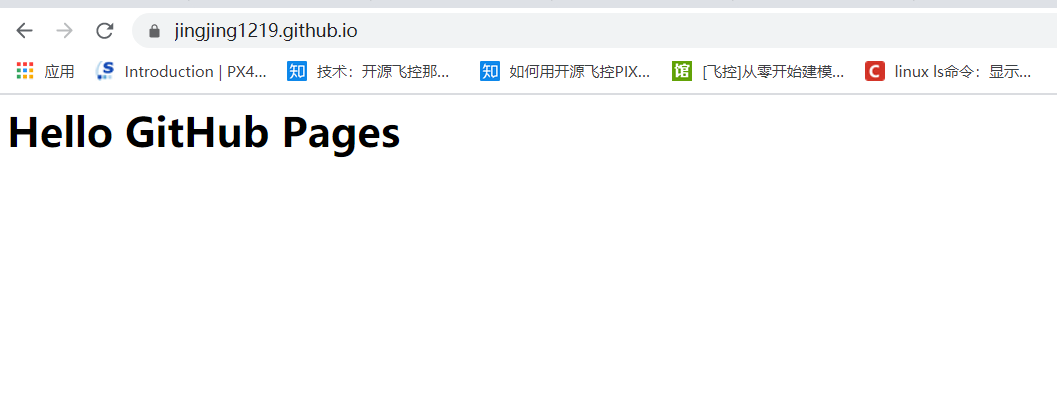 jingjing1219.github.io
应用 Introduction | PX4... 知 技术：开源飞控那... 知 如何用开源飞控PIX... 馆 [飞控]从零开始建模... C linux ls命令：显示...
Hello GitHub Pages